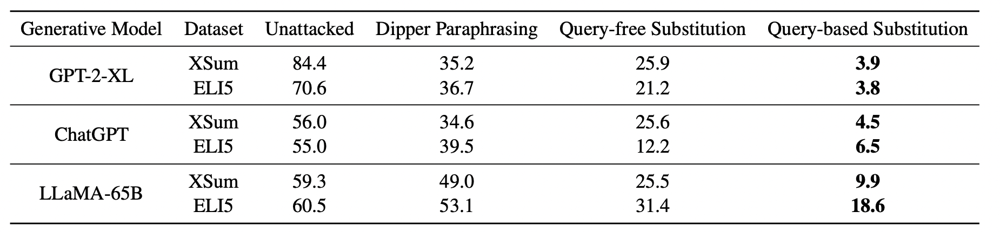 Generative Model Dataset Unattacked Dipper Paraphrasing Query-free Substitution Query-based Substitution
GPT-2-XL XSum 84.4 35.2 25.9 3.9
ELI5 70.6 36.7 21.2 3.8
ChatGPT XSum 56.0 34.6 25.6 4.5
ELI5 55.0 39.5 12.2 6.5
LLaMA-65B XSum 59.3 49.0 25.5 9.9
ELI5 60.5 53.1 31.4 18.6